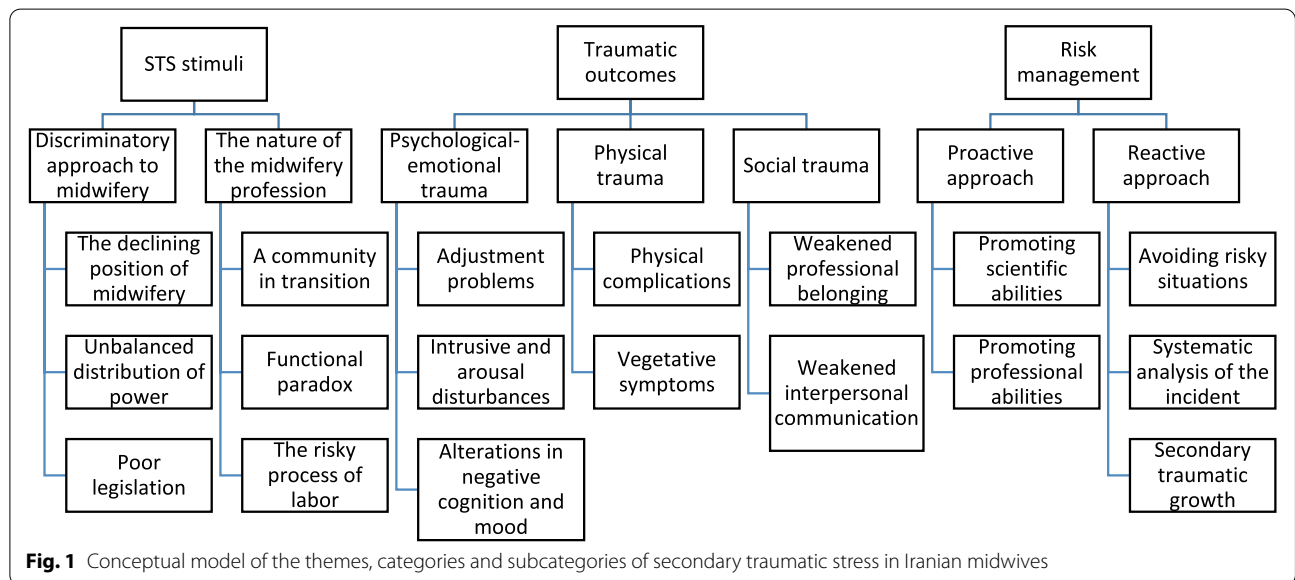 STS stimuli
Traumatic
outcomes
Risk
management
Discriminatory
approach to
midwifery
The nature of
the midwifery
profession
Psychological-
emotional
trauma
Physical
trauma
Social trauma
Proactive
approach
Reactive
approach
The declining
position of
midwifery
A community
in transition
Adjustment
problems
Physical
complications
Weakened
professional
belonging
Promoting
scientific
abilities
Avoiding risky
situations
Unbalanced
distribution of
power
Functional
paradox
Intrusive and
arousal
disturbances
Vegetative
symptoms
Weakened
interpersonal
communication
Promoting
professional
abilities
Systematic
analysis of the
incident
Poor
legislation
The risky
process of
labor
Alterations in
negative
cognition and
mood
Secondary
traumatic
growth
Fig. 1 Conceptual model of the themes, categories and subcategories of secondary traumatic stress in Iranian midwives